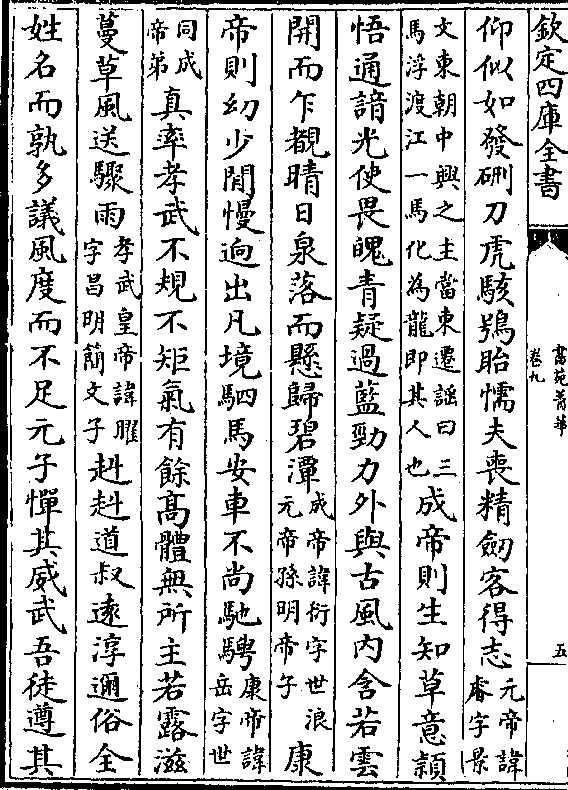 欽定四庫全書
書苑菁華
卷九
五
仰似如發硎刀虎駭鶚眙懦夫喪精劒客得志元帝諱睿字景
文東朝中興之主當東遷謡曰三馬浮渡江一馬化為龍即其人也成帝則生知草意頴
悟通諳光使畏魄青疑過藍勁力外與古風内含若雲
開而乍覩晴日泉落而懸歸碧潭成帝諱衍字世浪元帝孫明帝子康
帝則幼少閒慢逈出凡境駟馬安車不尚馳騁康帝諱岳字世
同成帝弟真率孝武不規不矩氣有餘高體無所主若露滋
蔓草風送驟雨孝武皇帝諱曜字昌明簡文子赳赳道叔逺淳邇俗全
姓名而孰多議風度而不足元子憚其威武吾徒遵其